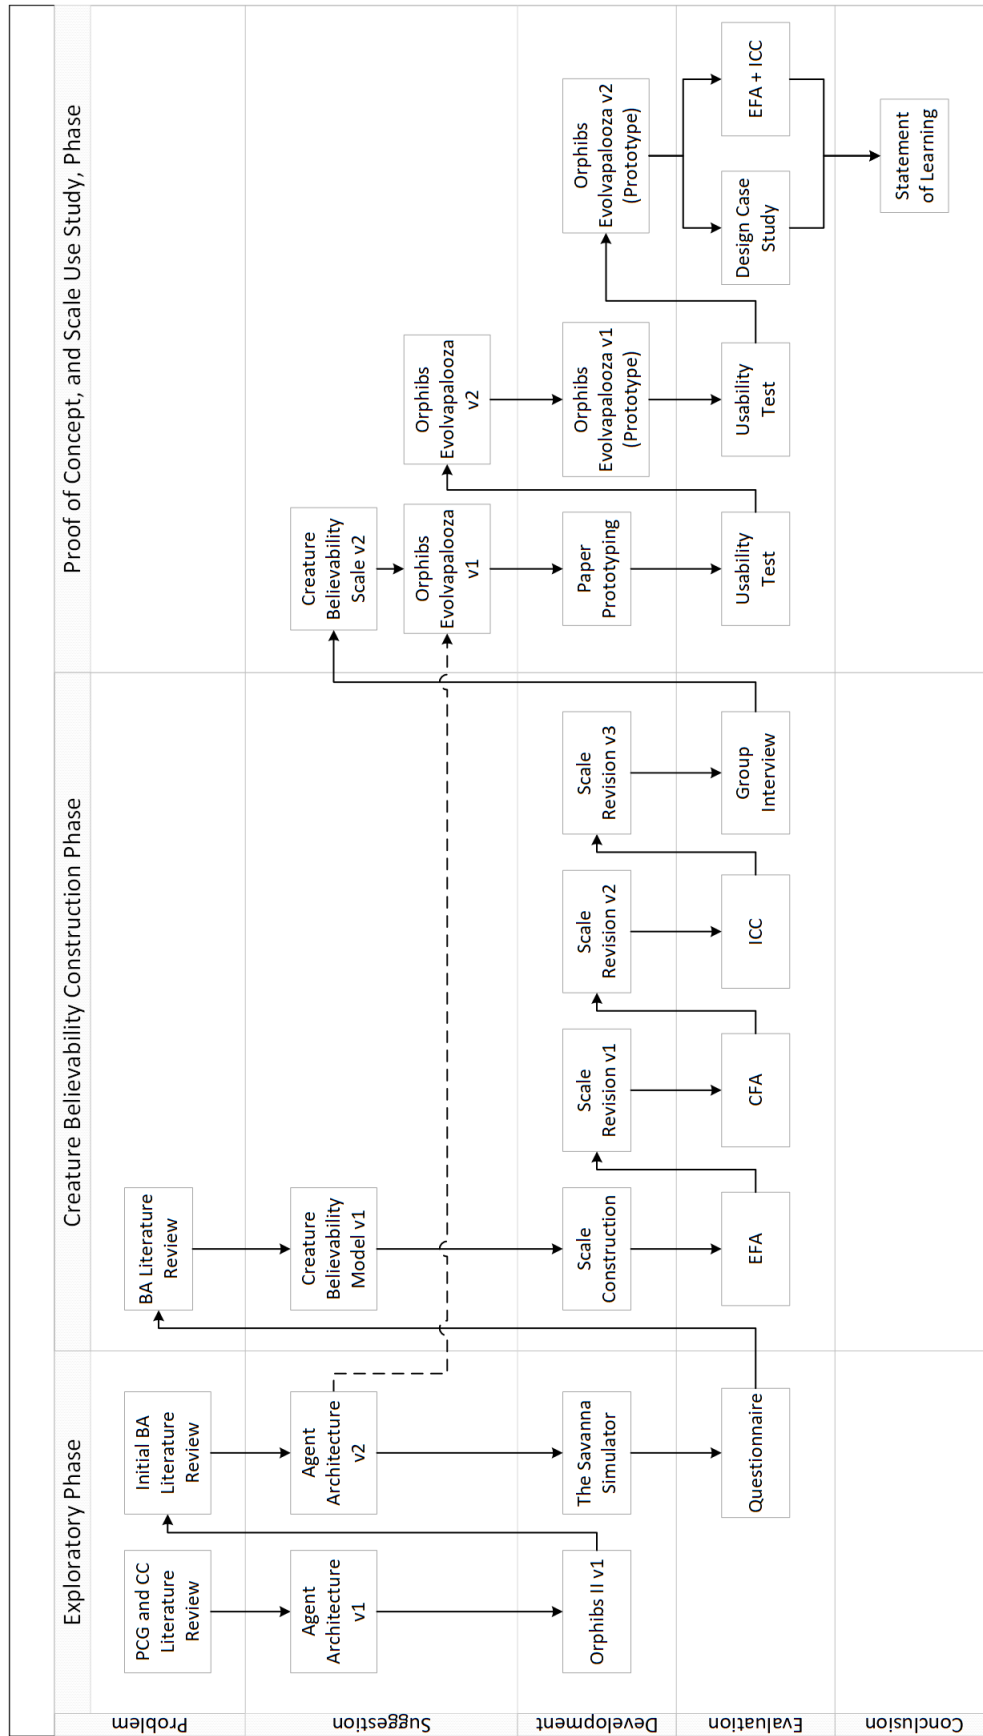 Exploratory Phase
Creature Believability Construction Phase
Proof of Concept, and Scale Use Study, Phase
Problem
PCG and CC
Literature
Review
Initial BA
Literature
Review
BA Literature
Review
Suggestion
Agent
Architecture
v1
Agent
Architecture
v2
Creature
Believability
Model v1
Creature
Believability
Scale v2
Orphibs
Evolvapalooza
v1
Orphibs
Evolvapalooza
v2
Development
Orphibs II v1
The Savanna
Simulator
Scale
Construction
Scale
Revision v1
Scale
Revision v2
Scale
Revision v3
Paper
Prototyping
Orphibs
Evolvapalooza v1
(Prototype)
Orphibs
Evolvapalooza v2
(Prototype)
Evaluation
Questionnaire
EFA
CFA
ICC
Group
Interview
Usability
Test
Usability
Test
Design Case
Study
EFA + ICC
Conclusion
Statement
of Learning